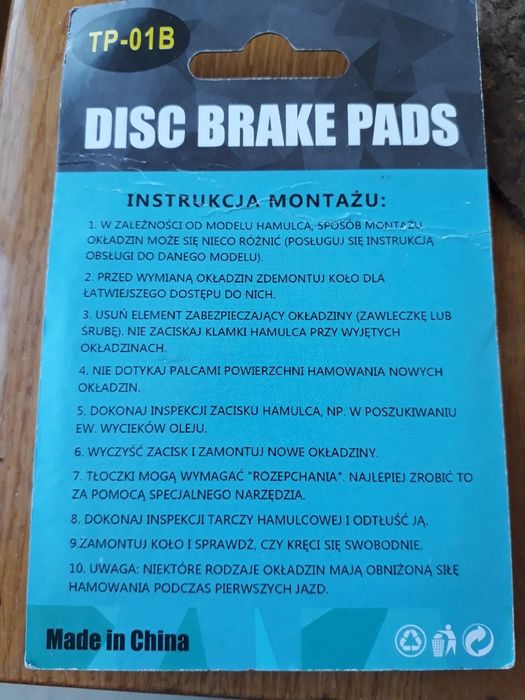 TP-01B
DISC BRAKE PADS
INSTRUKCJA MONTAŻU:
1. W ZALEŻNOŚCI OD MODELU HAMULCA, SPOSÓB MONTAŻU
OKŁADZIN MOŻE SIĘ NIECO RÓŻNIĆ (POSŁUGUJ SIĘ INSTRUKCJĄ
OBSŁUGI DO DANEGO MODELU).
2. PRZED WYMIANĄ OKŁADZIN ZDEMONTUJ KOŁO DLA
ŁATWIEJSZEGO DOSTĘPU DO NICH.
3. USUŃ ELEMENT ZABEZPIECZAJĄCY OKŁADZINY (ZAWLECZKĘ LUB
ŚRUBĘ). NIE ZACISKAJ KLAMKI HAMULCA PRZY WYJĘTYCH
OKŁADZINACH.
4. NIE DOTYKAJ PALCAMI POWIERZCHNI HAMOWANIA NOWYCH
OKŁADZIN.
5. DOKONAJ INSPEKCJI ZACISKU HAMULCA, NP. W POSZUKIWANIU
EW. WYCIEKÓW OLEJU.
6. WYCZYŚĆ ZACISK I ZAMONTUJ NOWE OKŁADZINY.
7. TŁOCZKI MOGĄ WYMAGAĆ "ROZEPCHANIA". NAJLEPIEJ ZROBIĆ TO
ZA POMOCĄ SPECJALNEGO NARZĘDZIA.
8. DOKONAJ INSPEKCJI TARCZY HAMULCOWEJ I ODTŁUŚĆ JĄ.
9.ZAMONTUJ KOŁO I SPRAWDŹ, CZY KRĘCI SIĘ SWOBODNIE.
10. UWAGA: NIEKTÓRE RODZAJE OKŁADZIN MAJĄ OBNIŻONĄ SIŁĘ
HAMOWANIA PODCZAS PIERWSZYCH JAZD.
Made in China